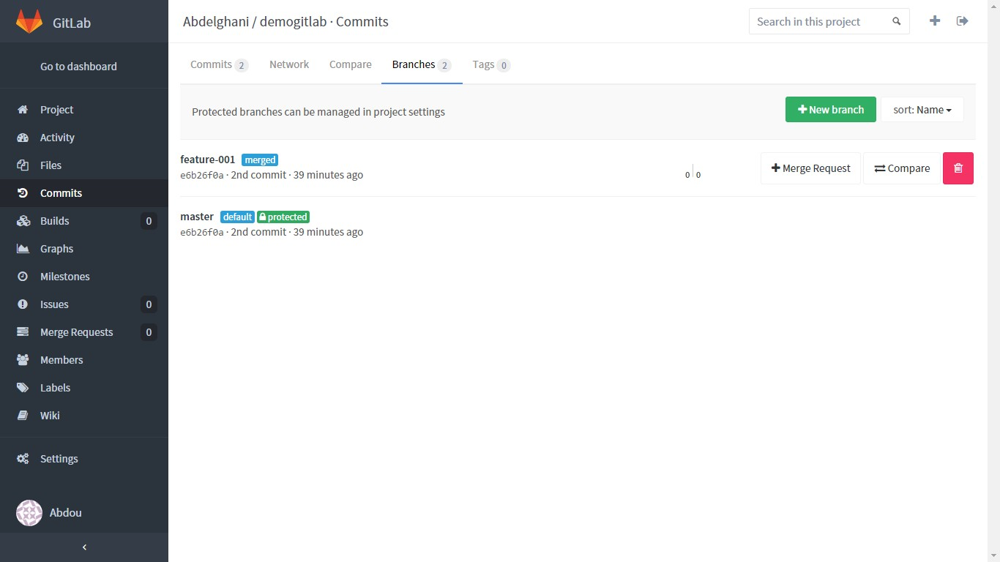 GitLab
Abdelghani / demogitlab · Commits
Search in this project
Go to dashboard
Project
Activity
Files
Commits
Builds 0
Graphs
Milestones
Issues 0
Merge Requests 0
Members
Labels
Wiki
Settings
Abdou
Commits 2 Network Compare Branches 2 Tags 0
Protected branches can be managed in project settings
New branch
sort: Name
feature-001 merged
e6b26f0a · 2nd commit · 39 minutes ago
0 0
Merge Request
Compare
master default protected
e6b26f0a · 2nd commit · 39 minutes ago